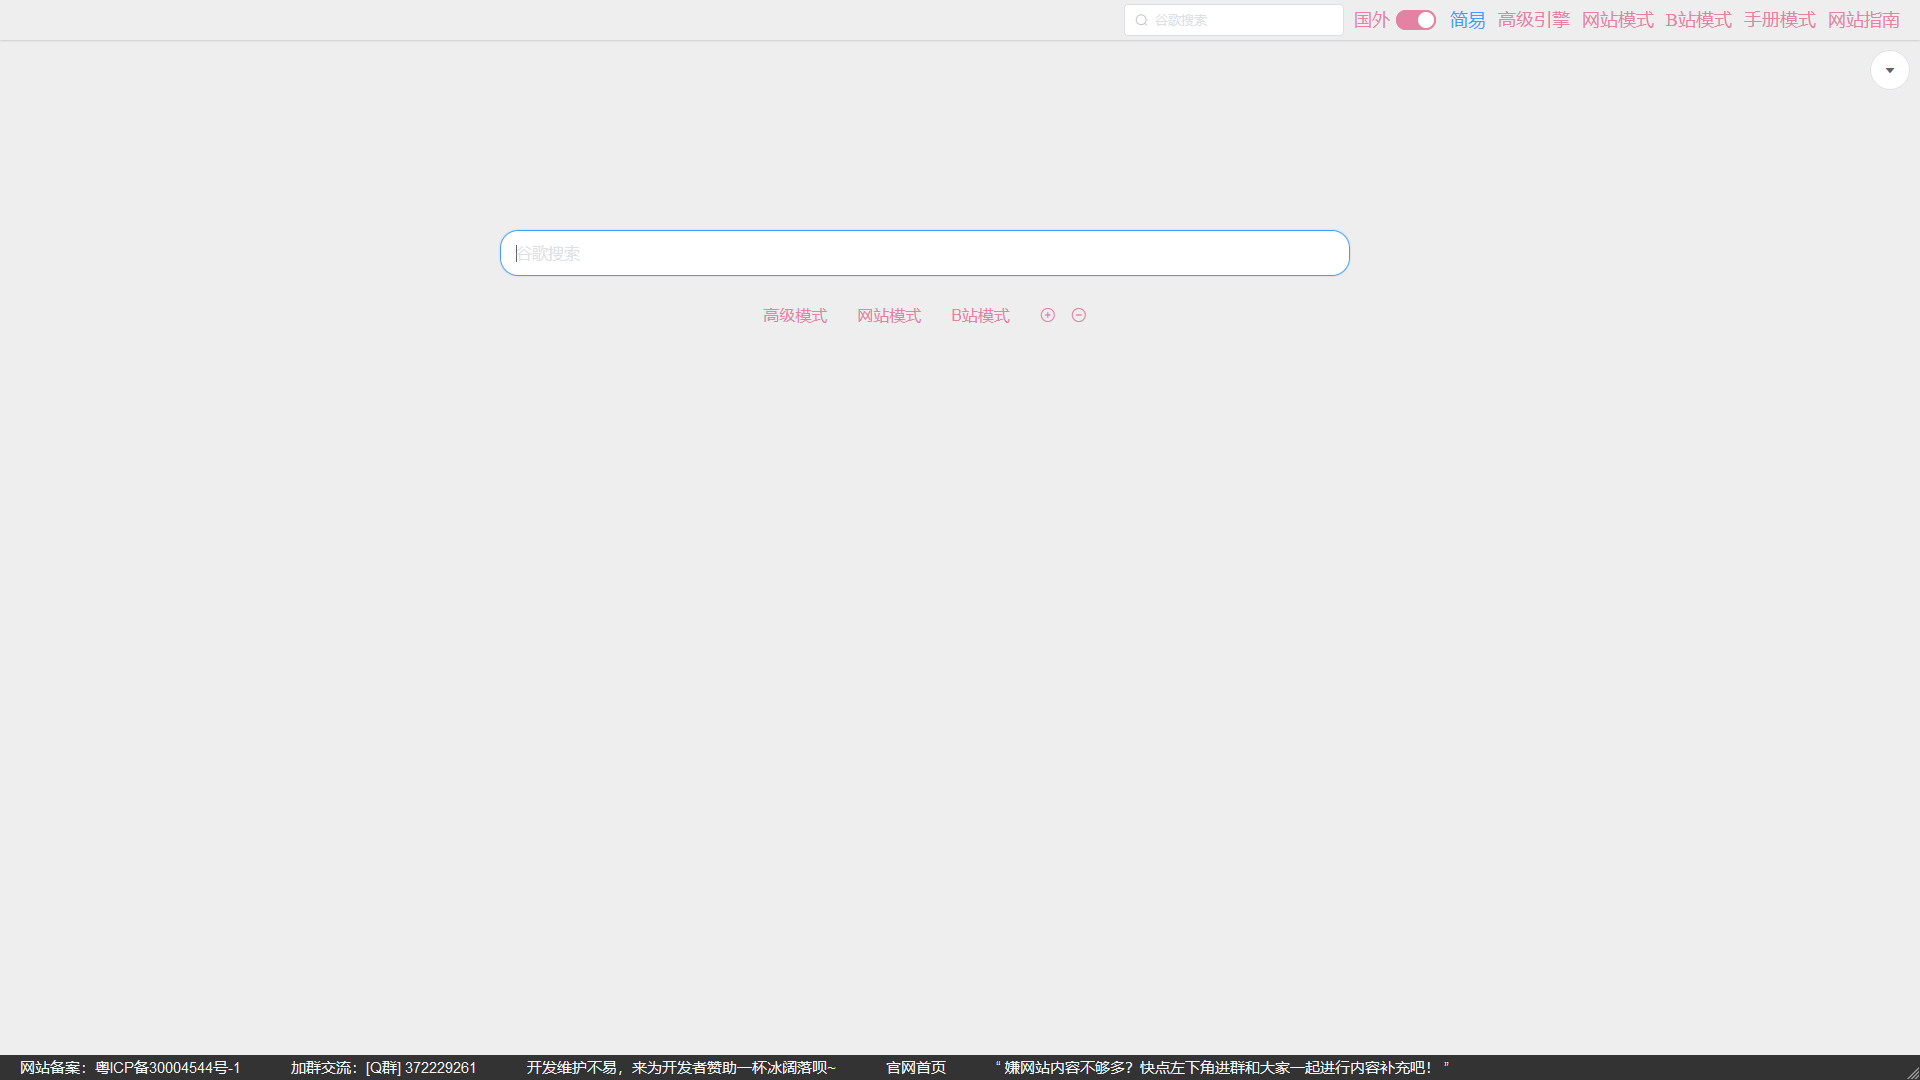 谷歌搜索 国外 简易 高级引擎 网站模式 B站模式 手册模式 网站指南
谷歌搜索
高级模式 网站模式 B站模式
网站备案：粤ICP备30004544号-1 加群交流：[Q群] 372229261 开发维护不易，来为开发者赞助一杯冰阔落呗~ 官网首页 “ 嫌网站内容不够多？快点左下角进群和大家一起进行内容补充吧！ ”